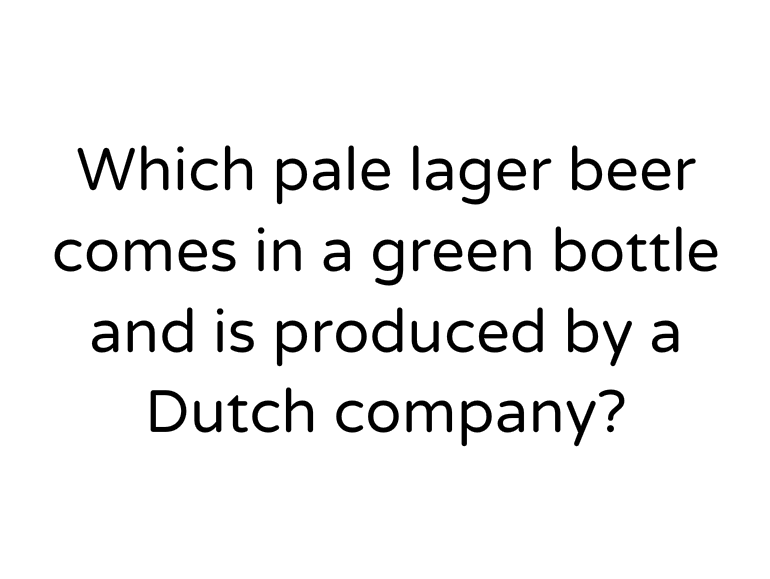 Which pale lager beer
comes in a green bottle
and is produced by a
Dutch company?